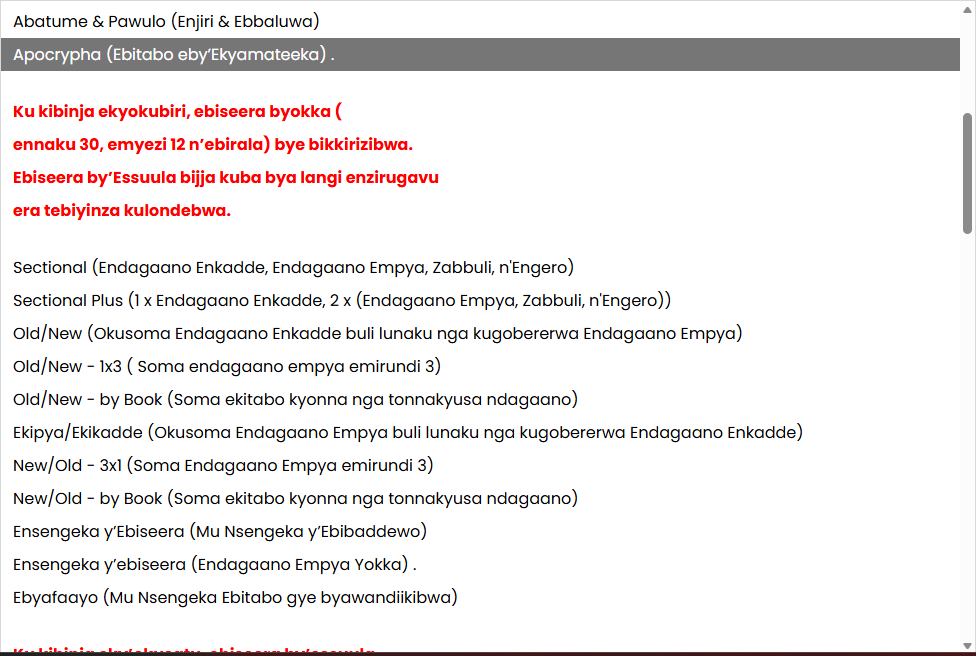 Abatume & Pawulo (Enjiri & Ebbaluwa)
Apocrypha (Ebitabo eby’Ekyamateeka) .
Ku kibinja ekyokubiri, ebiseera byokka (
ennaku 30, emyezi 12 n’ebirala) bye bikkirizibwa.
Ebiseera by’Essuula bijja kuba bya langi enzirugavu
era tebiyinza kulondebwa.
Sectional (Endagaano Enkadde, Endagaano Empya, Zabbuli, n'Engero)
Sectional Plus (1 x Endagaano Enkadde, 2 x (Endagaano Empya, Zabbuli, n'Engero))
Old/New (Okusoma Endagaano Enkadde buli lunaku nga kugobererwa Endagaano Empya)
Old/New - 1x3 ( Soma endagaano empya emirundi 3)
Old/New - by Book (Soma ekitabo kyonna nga tonnakyusa ndagaano)
Ekipya/Ekikadde (Okusoma Endagaano Empya buli lunaku nga kugobererwa Endagaano Enkadde)
New/Old - 3x1 (Soma Endagaano Empya emirundi 3)
New/Old - by Book (Soma ekitabo kyonna nga tonnakyusa ndagaano)
Ensengeka y’Ebiseera (Mu Nsengeka y’Ebibaddewo)
Ensengeka y’ebiseera (Endagaano Empya Yokka) .
Ebyafaayo (Mu Nsengeka Ebitabo gye byawandiikibwa)